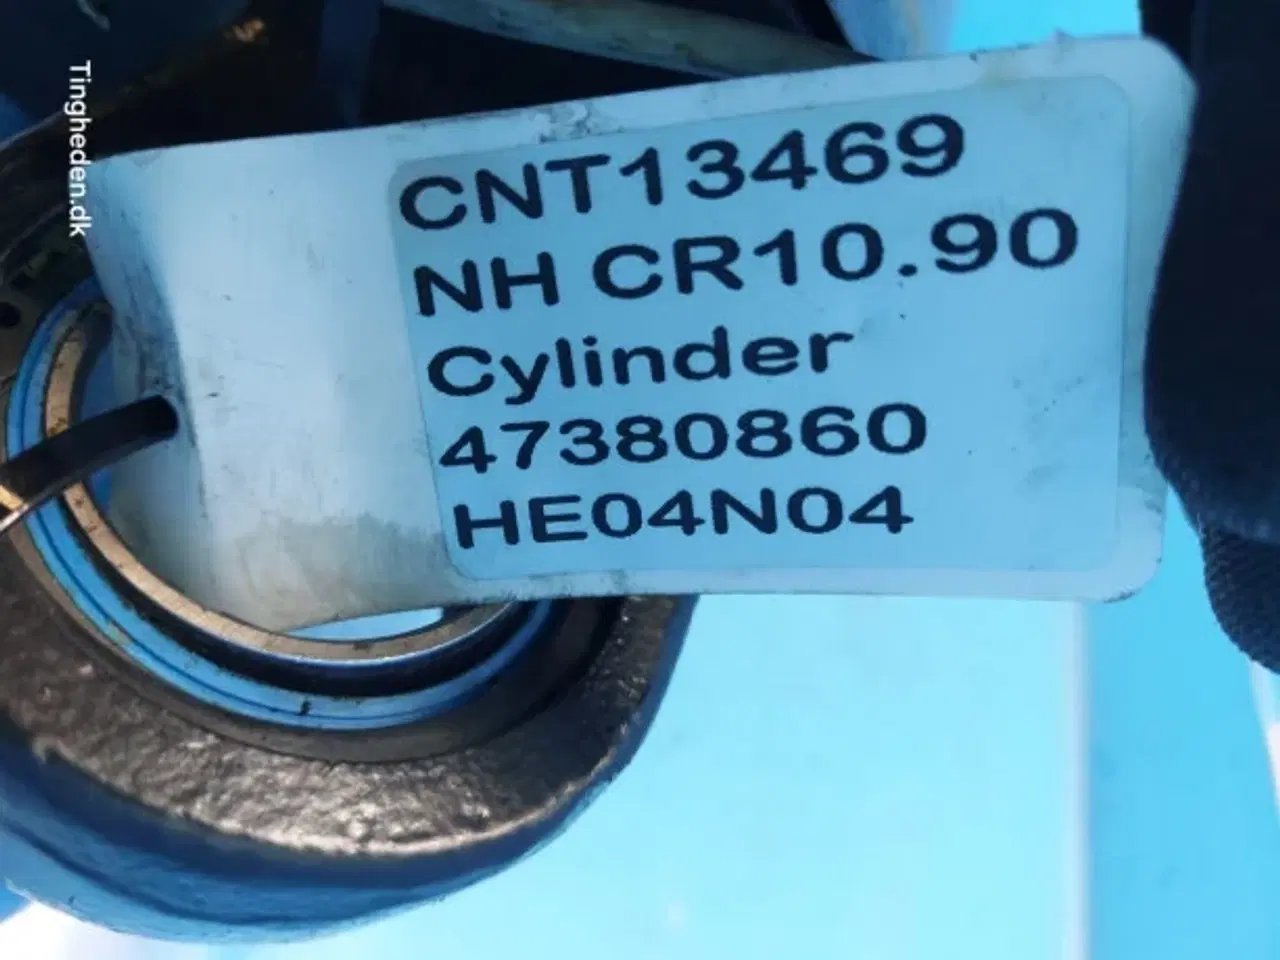 CNT13469
NH CR10.90
Cylinder
47380860
HE04N04
Tingheden.dk